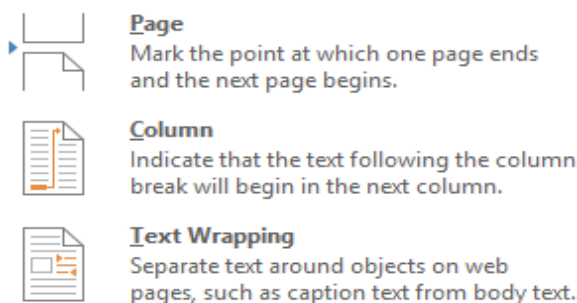 Page
Mark the point at which one page ends
and the next page begins.
Column
Indicate that the text following the column
break will begin in the next column.
Text Wrapping
Separate text around objects on web
pages, such as caption text from body text.